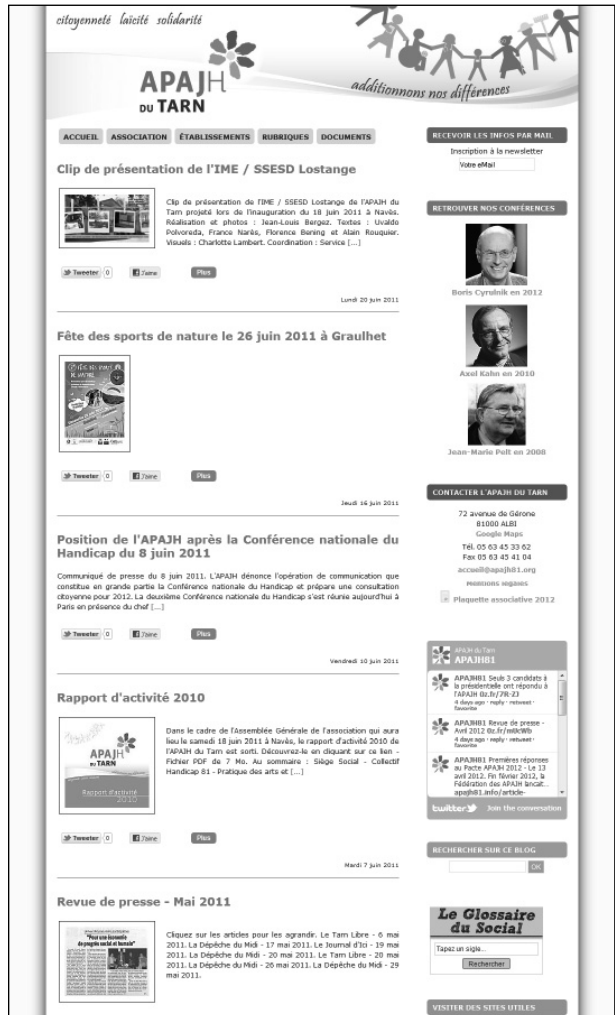 citoyenneté laïcité solidarité
APAJH
DU TARN
additionnons nos différences
ACCUEIL ASSOCIATION ÉTABLISSEMENTS RUBRIQUES DOCUMENTS
Clip de présentation de l'IME / SSESD Lostange
Clip de présentation de l'IME / SSESD Lostange de l'APAJH du
Tarn projeté lors de l'inauguration du 18 juin 2011 à Navès.
Réalisation et photos : Jean-Louis Bergez. Textes : Uvaldo
Polvoreda, France Narès, Florence Bening et Alain Rouquier.
Visuels : Charlotte Lambert. Coordination : Service [...]
Tweeter 0 J'aime Plus
Lundi 20 juin 2011
Fête des sports de nature le 26 juin 2011 à Graulhet
Tweeter 0 J'aime Plus
Jeudi 16 juin 2011
Position de l'APAJH après la Conférence nationale du
Handicap du 8 juin 2011
Communiqué de presse du 8 juin 2011. L'APAJH dénonce l'opération de communication que
constitue en grande partie la Conférence nationale du Handicap et prépare une consultation
citoyenne pour 2012. La deuxième Conférence nationale du Handicap s'est réunie aujourd'hui à
Paris en présence du chef [...]
Tweeter 0 J'aime Plus
Vendredi 10 juin 2011
Rapport d'activité 2010
APAJH
DU TARN
Rapport d'activité
2010
Dans le cadre de l'Assemblée Générale de l'association qui aura
lieu le samedi 18 juin 2011 à Navès, le rapport d'activité 2010 de
l'APAJH du Tarn est sorti. Découvrez-le en cliquant sur ce lien -
Fichier PDF de 7 Mo. Au sommaire : Siège Social - Collectif
Handicap 81 - Pratique des arts et [...]
Tweeter 0 J'aime Plus
Mardi 7 juin 2011
Revue de presse - Mai 2011
"Pour une économie
de progrès social et humain"
Cliquez sur les articles pour les agrandir. Le Tarn Libre - 6 mai
2011. La Dépêche du Midi - 17 mai 2011. Le Journal d'Ici - 19 mai
2011. La Dépêche du Midi - 20 mai 2011. Le Tarn Libre - 20 mai
2011. La Dépêche du Midi - 26 mai 2011. La Dépêche du Midi - 29
mai 2011.
RECEVOIR LES INFOS PAR MAIL
Inscription à la newsletter
Votre eMail
RETROUVER NOS CONFÉRENCES
Boris Cyrulnik en 2012
Axel Kahn en 2010
Jean-Marie Pelt en 2008
CONTACTER L'APAJH DU TARN
72 avenue de Gérone
81000 ALBI
Google Maps
Tél. 05 63 45 33 62
Fax 05 63 45 41 04
accueil@apajh81.org
Mentions légales
Plaquette associative 2012
APAJH du Tarn
APAJH81
APAJH81 Seuls 3 candidats à
la présidentielle ont répondu à
l'APAJH 0z.fr/7R-ZJ
4 days ago · reply · retweet ·
favorite
APAJH81 Revue de presse -
Avril 2012 0z.fr/mtkWb
4 days ago · reply · retweet ·
favorite
APAJH81 Premières réponses
au Pacte APAJH 2012 - Le 13
avril 2012. Fin février 2012, la
Fédération des APAJH lançait...
apajh81.info/article-
twitter Join the conversation
RECHERCHER SUR CE BLOG
OK
Le Glossaire
du Social
Tapez un sigle...
Rechercher
VISITER DES SITES UTILES